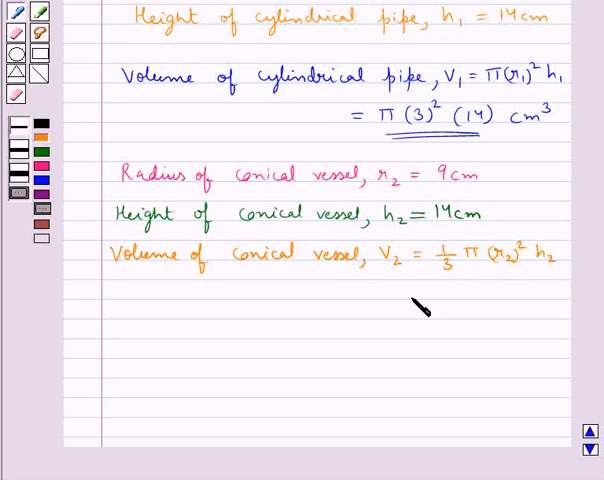 Height of cylindrical pipe, h₁ = 14cm
Volume of cylindrical pipe, V₁ = π(r₁)² h₁
= π (3)² (14) cm³
Radius of conical vessel, r₂ = 9cm
Height of conical vessel, h₂ = 14cm
Volume of conical vessel, V₂ = 1/3 π (r₂)² h₂